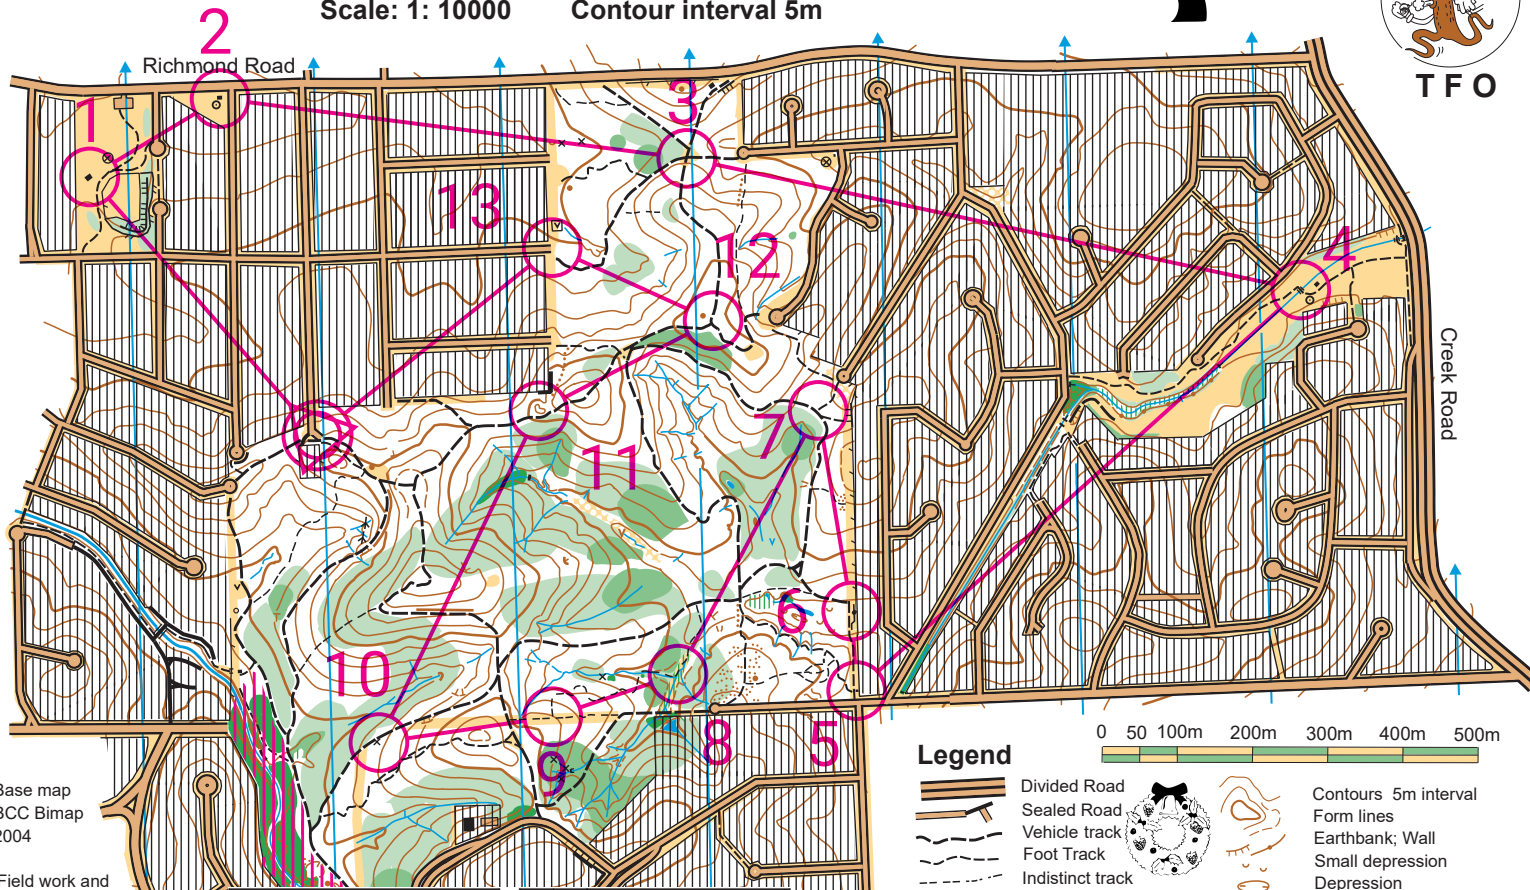 Scale: 1: 10000 Contour interval 5m
TFO
2
Richmond Road
1
3
13
12
4
Creek Road
7
11
6
10
8
5
9
0 50 100m 200m 300m 400m 500m
Legend
Divided Road
Sealed Road
Vehicle track
Foot Track
Indistinct track
Contours 5m interval
Form lines
Earthbank; Wall
Small depression
Depression
Base map
BCC Bimap
2004
Field work and